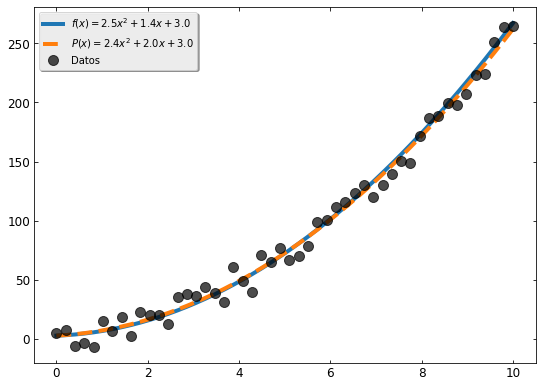 f(x) = 2.5x² + 1.4x + 3.0
P(x) = 2.4x² + 2.0x + 3.0
Datos
250
200
150
100
50
0
0 2 4 6 8 10